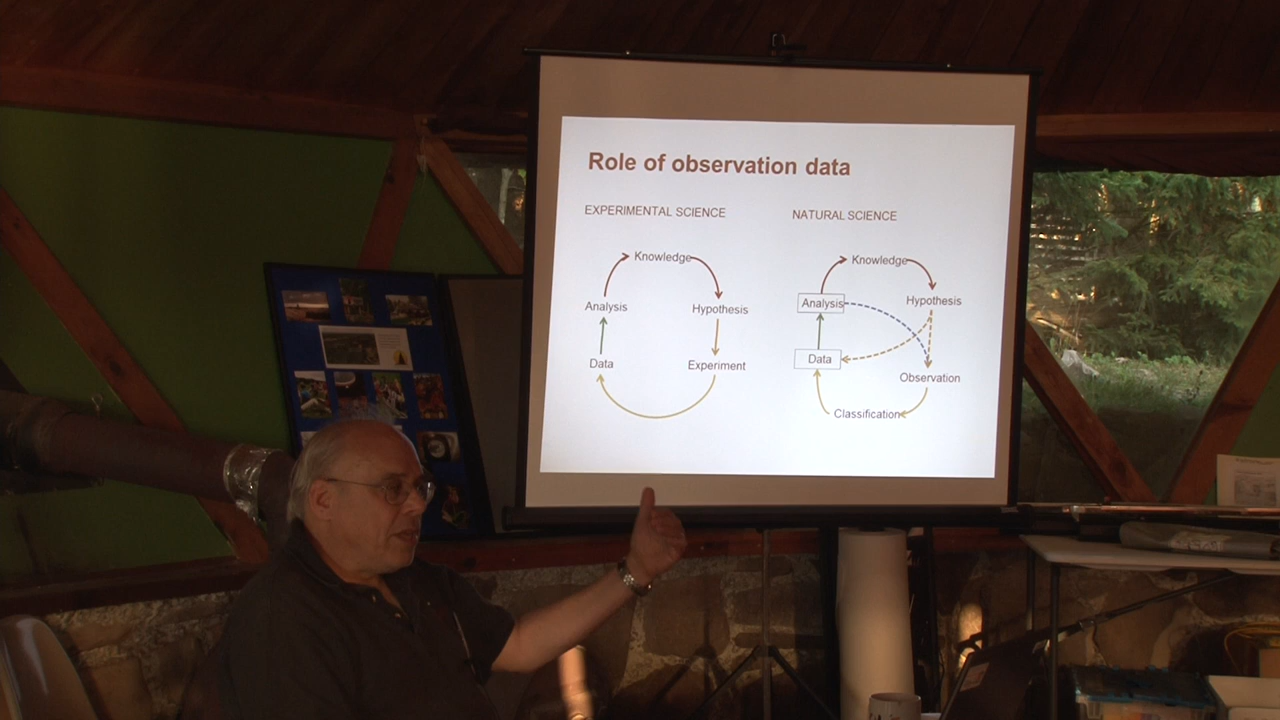 Role of observation data
EXPERIMENTAL SCIENCE
Knowledge
Analysis
Hypothesis
Data
Experiment
NATURAL SCIENCE
Knowledge
Analysis
Hypothesis
Data
Observation
Classification